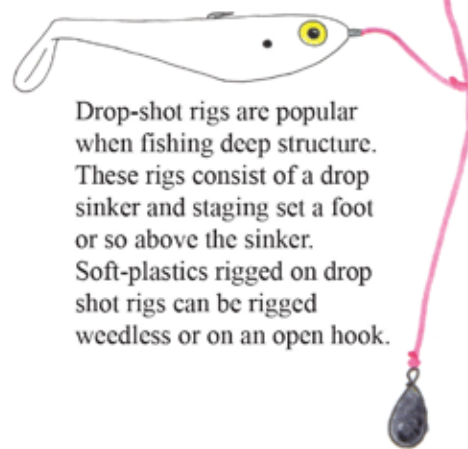 Drop-shot rigs are popular
when fishing deep structure.
These rigs consist of a drop
sinker and staging set a foot
or so above the sinker.
Soft-plastics rigged on drop
shot rigs can be rigged
weedless or on an open hook.